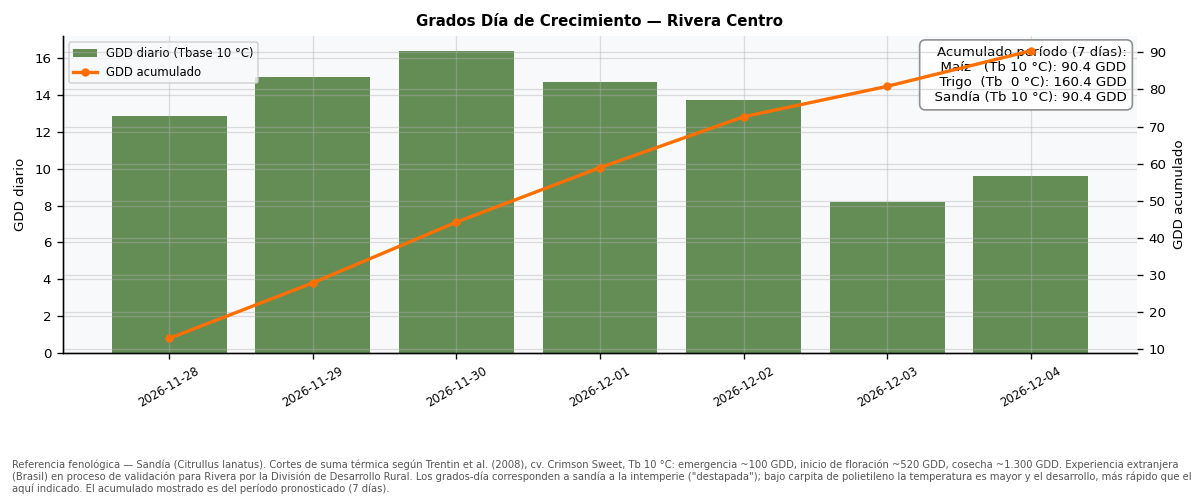 Grados Día de Crecimiento — Rivera Centro
GDD diario (Tbase 10 °C)
GDD acumulado
Acumulado período (7 días):
Maíz (Tb 10 °C): 90.4 GDD
Trigo (Tb 0 °C): 160.4 GDD
Sandía (Tb 10 °C): 90.4 GDD
GDD diario
16
14
12
10
8
6
4
2
0
90
80
70
60
50
40
30
20
10
GDD acumulado
2026-11-28
2026-11-29
2026-11-30
2026-12-01
2026-12-02
2026-12-03
2026-12-04
Referencia fenológica — Sandía (Citrullus lanatus). Cortes de suma térmica según Trentin et al. (2008), cv. Crimson Sweet, Tb 10 °C: emergencia ~100 GDD, inicio de floración ~520 GDD, cosecha ~1.300 GDD. Experiencia extranjera
(Brasil) en proceso de validación para Rivera por la División de Desarrollo Rural. Los grados-día corresponden a sandía a la intemperie ("destapada"); bajo carpita de polietileno la temperatura es mayor y el desarrollo, más rápido que el
aquí indicado. El acumulado mostrado es del período pronosticado (7 días).